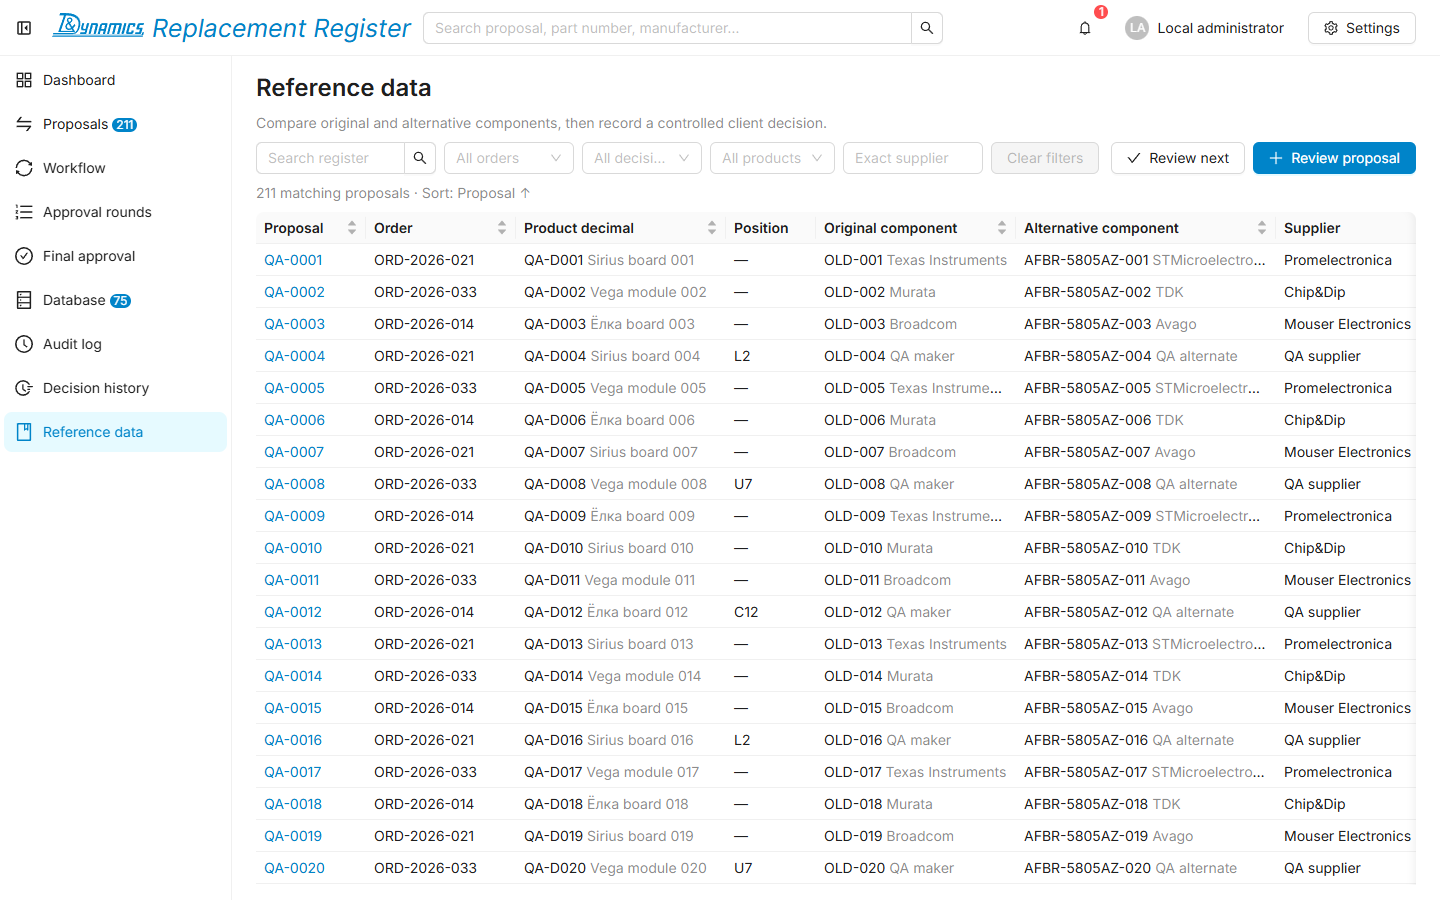 Dynamics Replacement Register
Search proposal, part number, manufacturer...
1
LA Local administrator
Settings
Dashboard
Proposals 211
Workflow
Approval rounds
Final approval
Database 75
Audit log
Decision history
Reference data
Reference data
Compare original and alternative components, then record a controlled client decision.
Search register All orders All decisi... All products Exact supplier Clear filters Review next Review proposal
211 matching proposals · Sort: Proposal ↑
Proposal Order Product decimal Position Original component Alternative component Supplier
QA-0001 ORD-2026-021 QA-D001 Sirius board 001 — OLD-001 Texas Instruments AFBR-5805AZ-001 STMicroelectro... Promelectronica
QA-0002 ORD-2026-033 QA-D002 Vega module 002 — OLD-002 Murata AFBR-5805AZ-002 TDK Chip&Dip
QA-0003 ORD-2026-014 QA-D003 Ёлка board 003 — OLD-003 Broadcom AFBR-5805AZ-003 Avago Mouser Electronics
QA-0004 ORD-2026-021 QA-D004 Sirius board 004 L2 OLD-004 QA maker AFBR-5805AZ-004 QA alternate QA supplier
QA-0005 ORD-2026-033 QA-D005 Vega module 005 — OLD-005 Texas Instrume... AFBR-5805AZ-005 STMicroelectr... Promelectronica
QA-0006 ORD-2026-014 QA-D006 Ёлка board 006 — OLD-006 Murata AFBR-5805AZ-006 TDK Chip&Dip
QA-0007 ORD-2026-021 QA-D007 Sirius board 007 — OLD-007 Broadcom AFBR-5805AZ-007 Avago Mouser Electronics
QA-0008 ORD-2026-033 QA-D008 Vega module 008 U7 OLD-008 QA maker AFBR-5805AZ-008 QA alternate QA supplier
QA-0009 ORD-2026-014 QA-D009 Ёлка board 009 — OLD-009 Texas Instrume... AFBR-5805AZ-009 STMicroelectr... Promelectronica
QA-0010 ORD-2026-021 QA-D010 Sirius board 010 — OLD-010 Murata AFBR-5805AZ-010 TDK Chip&Dip
QA-0011 ORD-2026-033 QA-D011 Vega module 011 — OLD-011 Broadcom AFBR-5805AZ-011 Avago Mouser Electronics
QA-0012 ORD-2026-014 QA-D012 Ёлка board 012 C12 OLD-012 QA maker AFBR-5805AZ-012 QA alternate QA supplier
QA-0013 ORD-2026-021 QA-D013 Sirius board 013 — OLD-013 Texas Instruments AFBR-5805AZ-013 STMicroelectro... Promelectronica
QA-0014 ORD-2026-033 QA-D014 Vega module 014 — OLD-014 Murata AFBR-5805AZ-014 TDK Chip&Dip
QA-0015 ORD-2026-014 QA-D015 Ёлка board 015 — OLD-015 Broadcom AFBR-5805AZ-015 Avago Mouser Electronics
QA-0016 ORD-2026-021 QA-D016 Sirius board 016 L2 OLD-016 QA maker AFBR-5805AZ-016 QA alternate QA supplier
QA-0017 ORD-2026-033 QA-D017 Vega module 017 — OLD-017 Texas Instruments AFBR-5805AZ-017 STMicroelectro... Promelectronica
QA-0018 ORD-2026-014 QA-D018 Ёлка board 018 — OLD-018 Murata AFBR-5805AZ-018 TDK Chip&Dip
QA-0019 ORD-2026-021 QA-D019 Sirius board 019 — OLD-019 Broadcom AFBR-5805AZ-019 Avago Mouser Electronics
QA-0020 ORD-2026-033 QA-D020 Vega module 020 U7 OLD-020 QA maker AFBR-5805AZ-020 QA alternate QA supplier